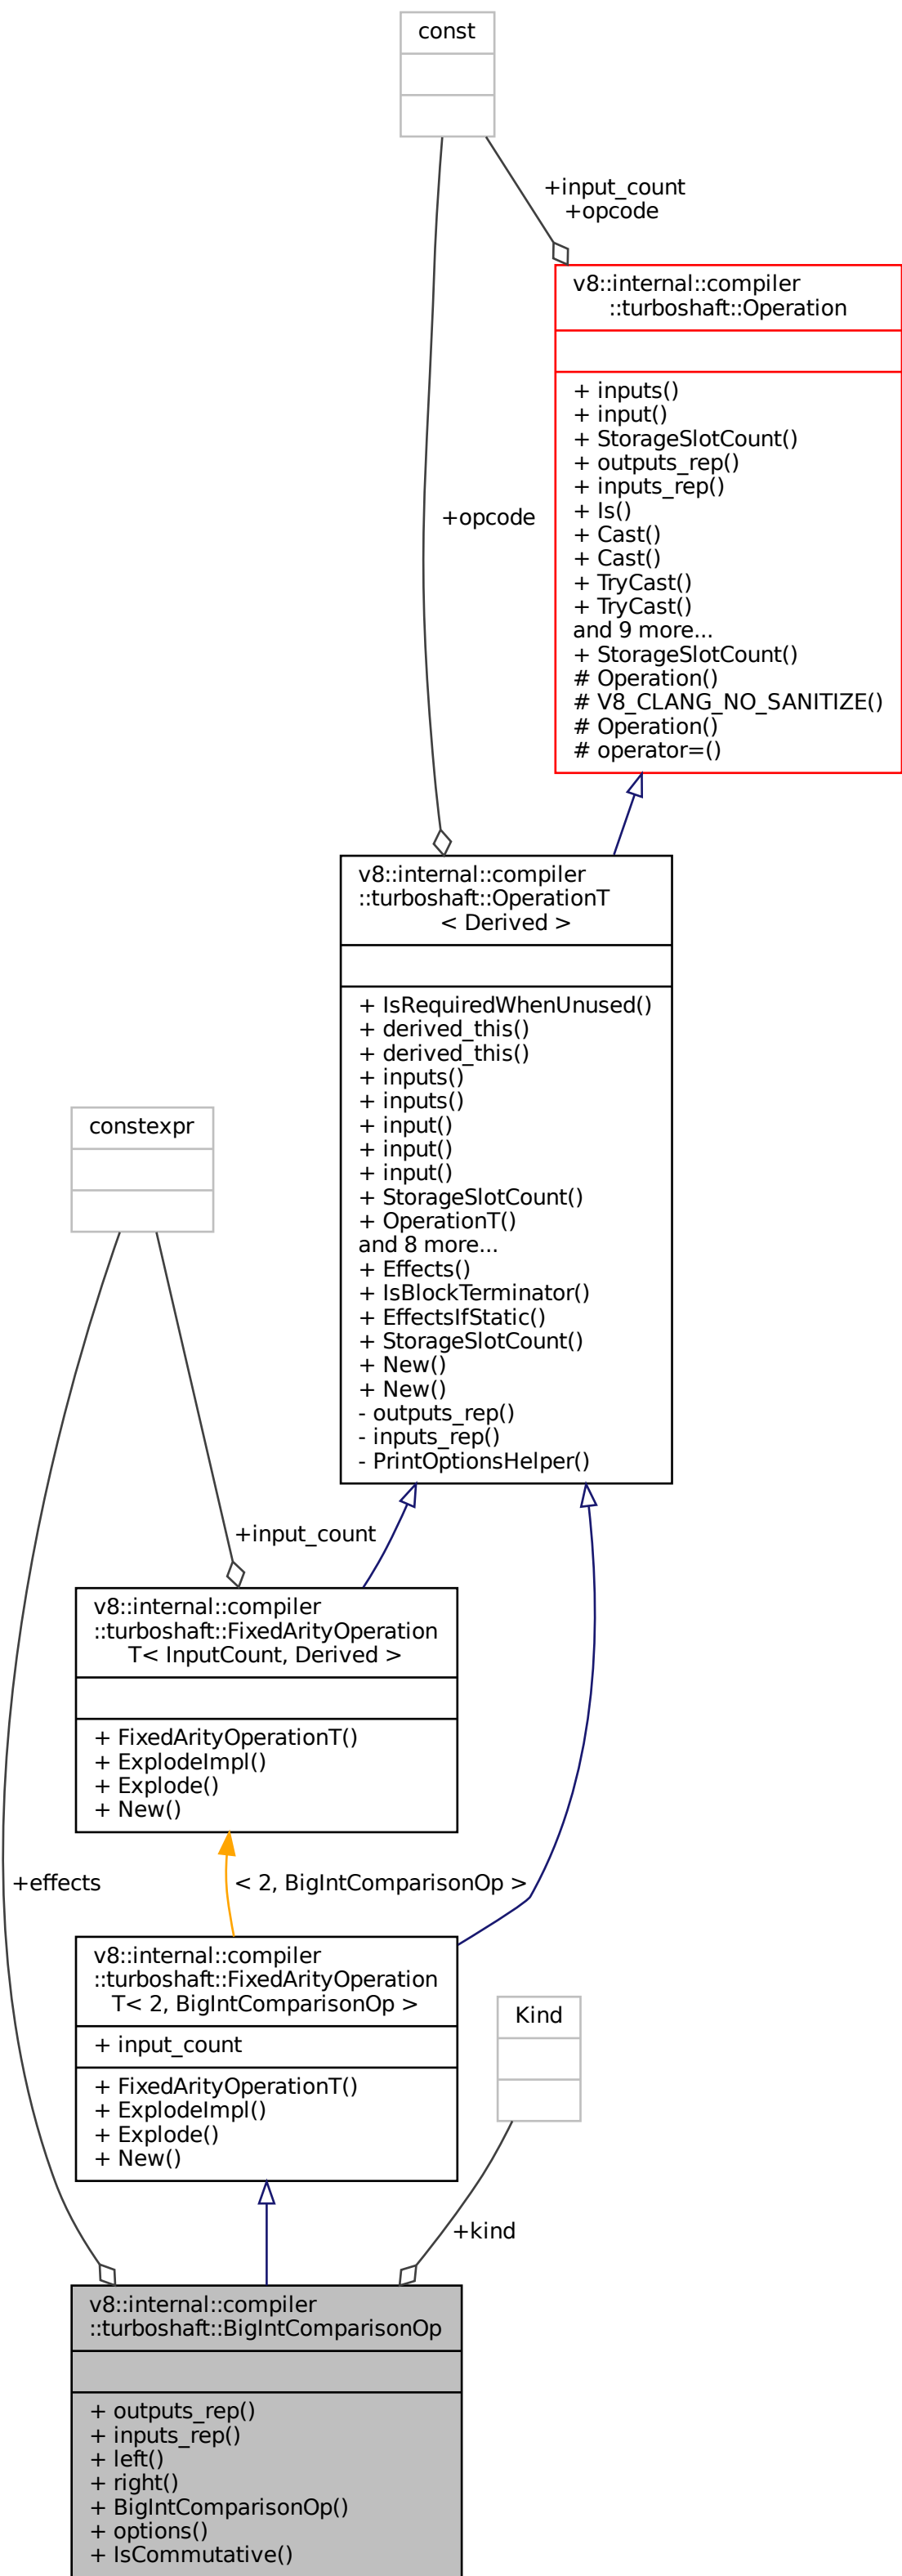 const
+input_count
+opcode
v8::internal::compiler
::turboshaft::Operation
+ inputs()
+ input()
+ StorageSlotCount()
+ outputs_rep()
+ inputs_rep()
+ Is()
+ Cast()
+ Cast()
+ TryCast()
+ TryCast()
and 9 more...
+ StorageSlotCount()
# Operation()
# V8_CLANG_NO_SANITIZE()
# Operation()
# operator=()
+opcode
v8::internal::compiler
::turboshaft::OperationT
< Derived >
+ IsRequiredWhenUnused()
+ derived_this()
+ derived_this()
+ inputs()
+ inputs()
+ input()
+ input()
+ input()
+ StorageSlotCount()
+ OperationT()
and 8 more...
+ Effects()
+ IsBlockTerminator()
+ EffectsIfStatic()
+ StorageSlotCount()
+ New()
+ New()
- outputs_rep()
- inputs_rep()
- PrintOptionsHelper()
constexpr
+input_count
v8::internal::compiler
::turboshaft::FixedArityOperation
T< InputCount, Derived >
+ FixedArityOperationT()
+ ExplodeImpl()
+ Explode()
+ New()
+effects
< 2, BigIntComparisonOp >
v8::internal::compiler
::turboshaft::FixedArityOperation
T< 2, BigIntComparisonOp >
+ input_count
+ FixedArityOperationT()
+ ExplodeImpl()
+ Explode()
+ New()
Kind
+kind
v8::internal::compiler
::turboshaft::BigIntComparisonOp
+ outputs_rep()
+ inputs_rep()
+ left()
+ right()
+ BigIntComparisonOp()
+ options()
+ IsCommutative()